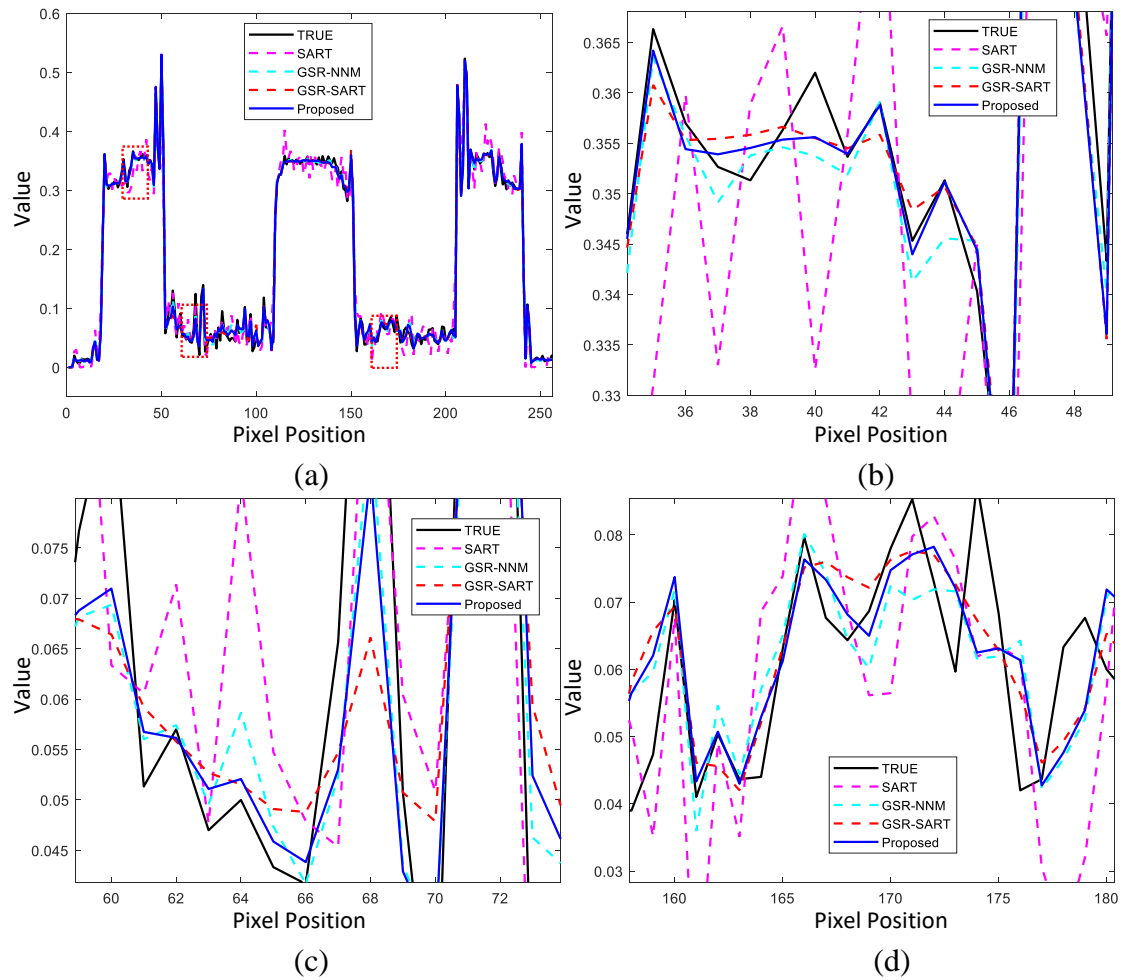 0.6
0.5
0.4
0.3
0.2
0.1
0
Value
TRUE
SART
GSR-NNM
GSR-SART
Proposed
0 50 100 150 200 250
Pixel Position
(a)
0.365
0.36
0.355
0.35
0.345
0.34
0.335
0.33
Value
TRUE
SART
GSR-NNM
GSR-SART
Proposed
36 38 40 42 44 46 48
Pixel Position
(b)
0.075
0.07
0.065
0.06
0.055
0.05
0.045
Value
TRUE
SART
GSR-NNM
GSR-SART
Proposed
60 62 64 66 68 70 72
Pixel Position
(c)
0.08
0.07
0.06
0.05
0.04
0.03
Value
TRUE
SART
GSR-NNM
GSR-SART
Proposed
160 165 170 175 180
Pixel Position
(d)